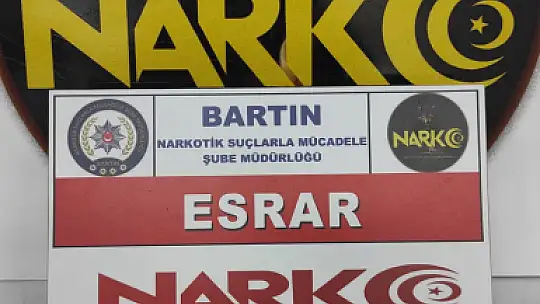 NARKO
BARTIN
NARKOTİK SUÇLARLA MÜCADELE
ŞUBE MÜDÜRLÜĞÜ
NARKO
ESRAR
NARKO